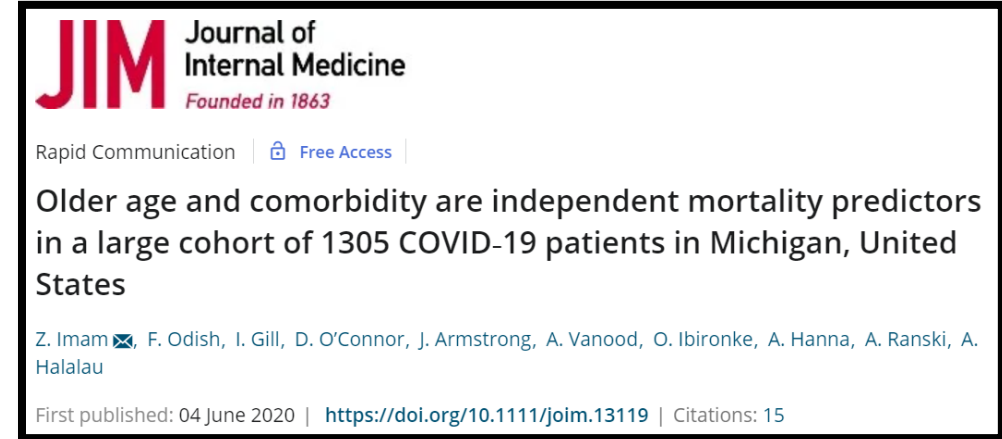 JIM
Journal of
Internal Medicine
Founded in 1863
Rapid Communication | Free Access |
Older age and comorbidity are independent mortality predictors
in a large cohort of 1305 COVID-19 patients in Michigan, United
States
Z. Imam, F. Odish, I. Gill, D. O’Connor, J. Armstrong, A. Vanood, O. Ibironke, A. Hanna, A. Ranski, A.
Halalau
First published: 04 June 2020 | https://doi.org/10.1111/joim.13119 | Citations: 15